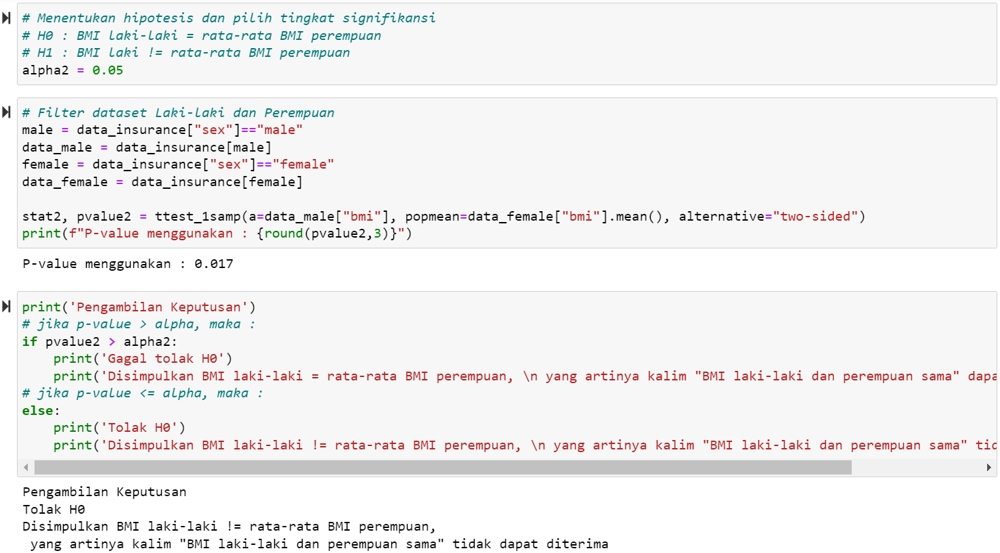 # Menentukan hipotesis dan pilih tingkat signifikansi
# H0 : BMI laki-laki = rata-rata BMI perempuan
# H1 : BMI laki != rata-rata BMI perempuan
alpha2 = 0.05
# Filter dataset Laki-laki dan Perempuan
male = data_insurance["sex"]=="male"
data_male = data_insurance[male]
female = data_insurance["sex"]=="female"
data_female = data_insurance[female]
stat2, pvalue2 = ttest_1samp(a=data_male["bmi"], popmean=data_female["bmi"].mean(), alternative="two-sided")
print(f"P-value menggunakan : {round(pvalue2,3)}")
P-value menggunakan : 0.017
print('Pengambilan Keputusan')
# jika p-value > alpha, maka :
if pvalue2 > alpha2:
    print('Gagal tolak H0')
    print('Disimpulkan BMI laki-laki = rata-rata BMI perempuan, \n yang artinya kalim "BMI laki-laki dan perempuan sama" dapa
# jika p-value <= alpha, maka :
else:
    print('Tolak H0')
    print('Disimpulkan BMI laki-laki != rata-rata BMI perempuan, \n yang artinya kalim "BMI laki-laki dan perempuan sama" tid
Pengambilan Keputusan
Tolak H0
Disimpulkan BMI laki-laki != rata-rata BMI perempuan,
 yang artinya kalim "BMI laki-laki dan perempuan sama" tidak dapat diterima